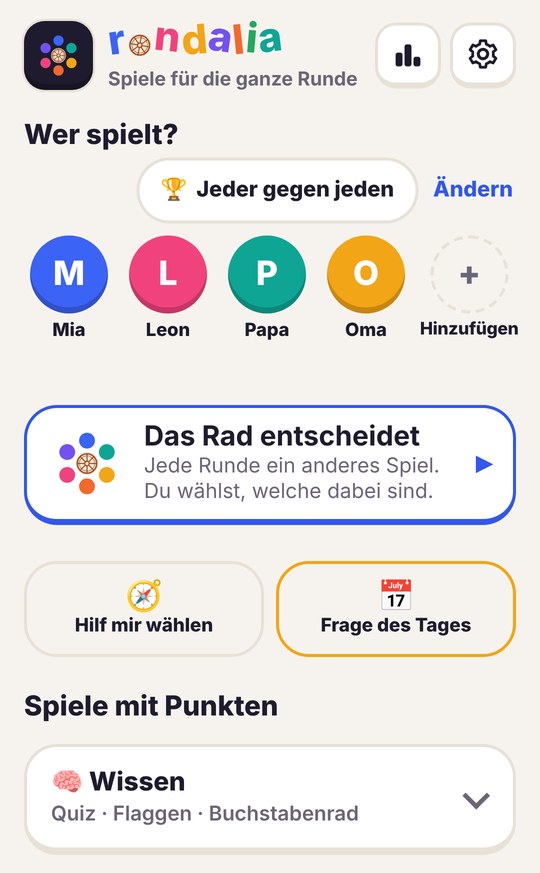 rondalia
Spiele für die ganze Runde
Wer spielt?
🏆 Jeder gegen jeden
Ändern
M L P O +
Mia Leon Papa Oma Hinzufügen
Das Rad entscheidet
Jede Runde ein anderes Spiel.
Du wählst, welche dabei sind.
July
17
Hilf mir wählen
Frage des Tages
Spiele mit Punkten
🧠 Wissen
Quiz · Flaggen · Buchstabenrad